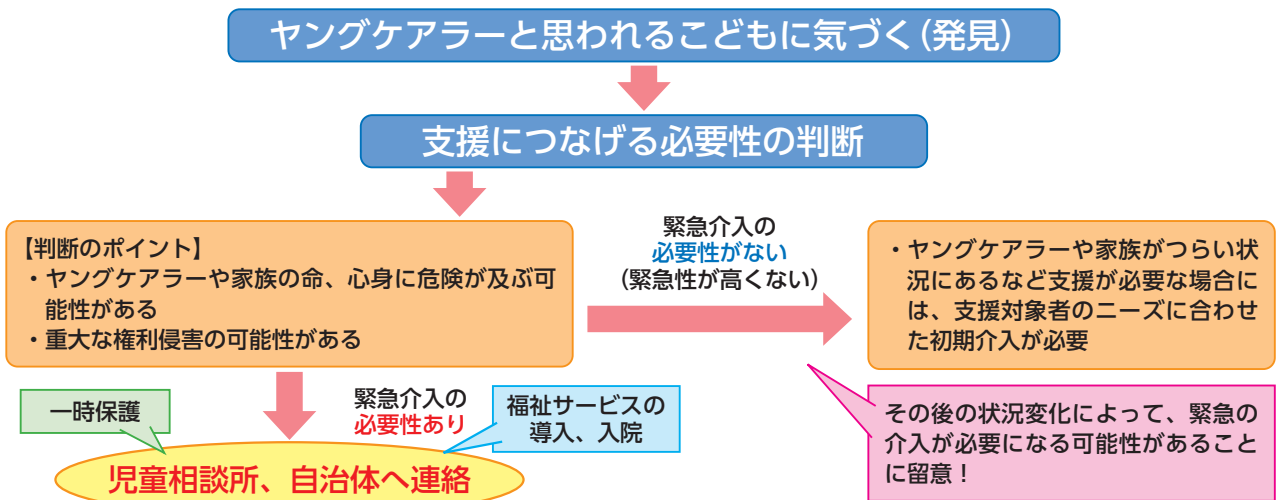 ヤングケアラーと思われるこどもに気づく(発見)
支援につなげる必要性の判断
【判断のポイント】
・ヤングケアラーや家族の命、心身に危険が及ぶ可
能性がある
・重大な権利侵害の可能性がある
緊急介入の
必要性がない
(緊急性が高くない)
・ヤングケアラーや家族がつらい状
況にあるなど支援が必要な場合に
は、支援対象者のニーズに合わせ
た初期介入が必要
一時保護
緊急介入の
必要性あり
福祉サービスの
導入、入院
児童相談所、自治体へ連絡
その後の状況変化によって、緊急の
介入が必要になる可能性があること
に留意!